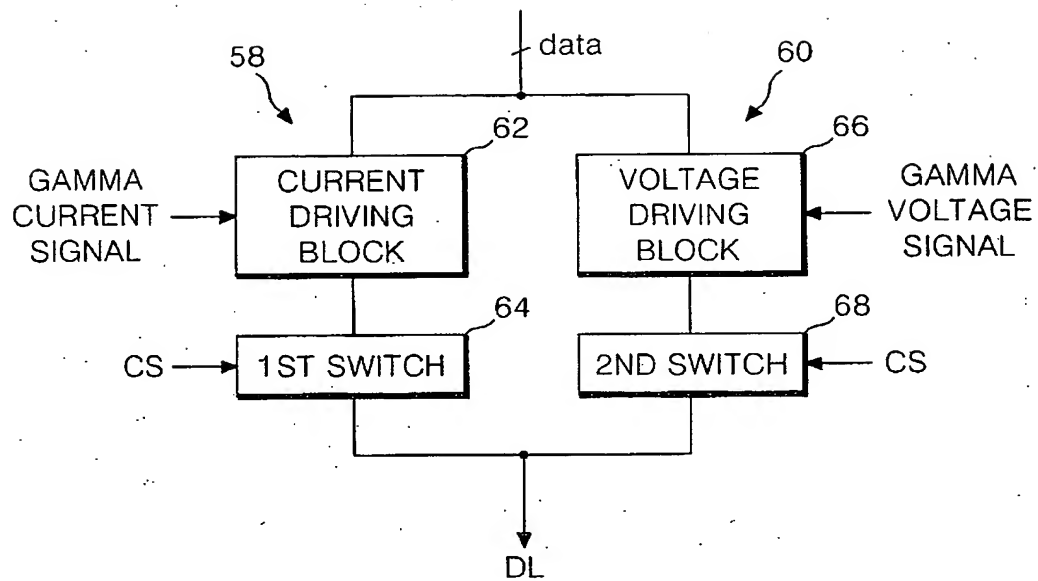 data
58
60
62
66
GAMMA
CURRENT
SIGNAL
CURRENT
DRIVING
BLOCK
VOLTAGE
DRIVING
BLOCK
GAMMA
VOLTAGE
SIGNAL
64
68
CS
1ST SWITCH
2ND SWITCH
CS
DL